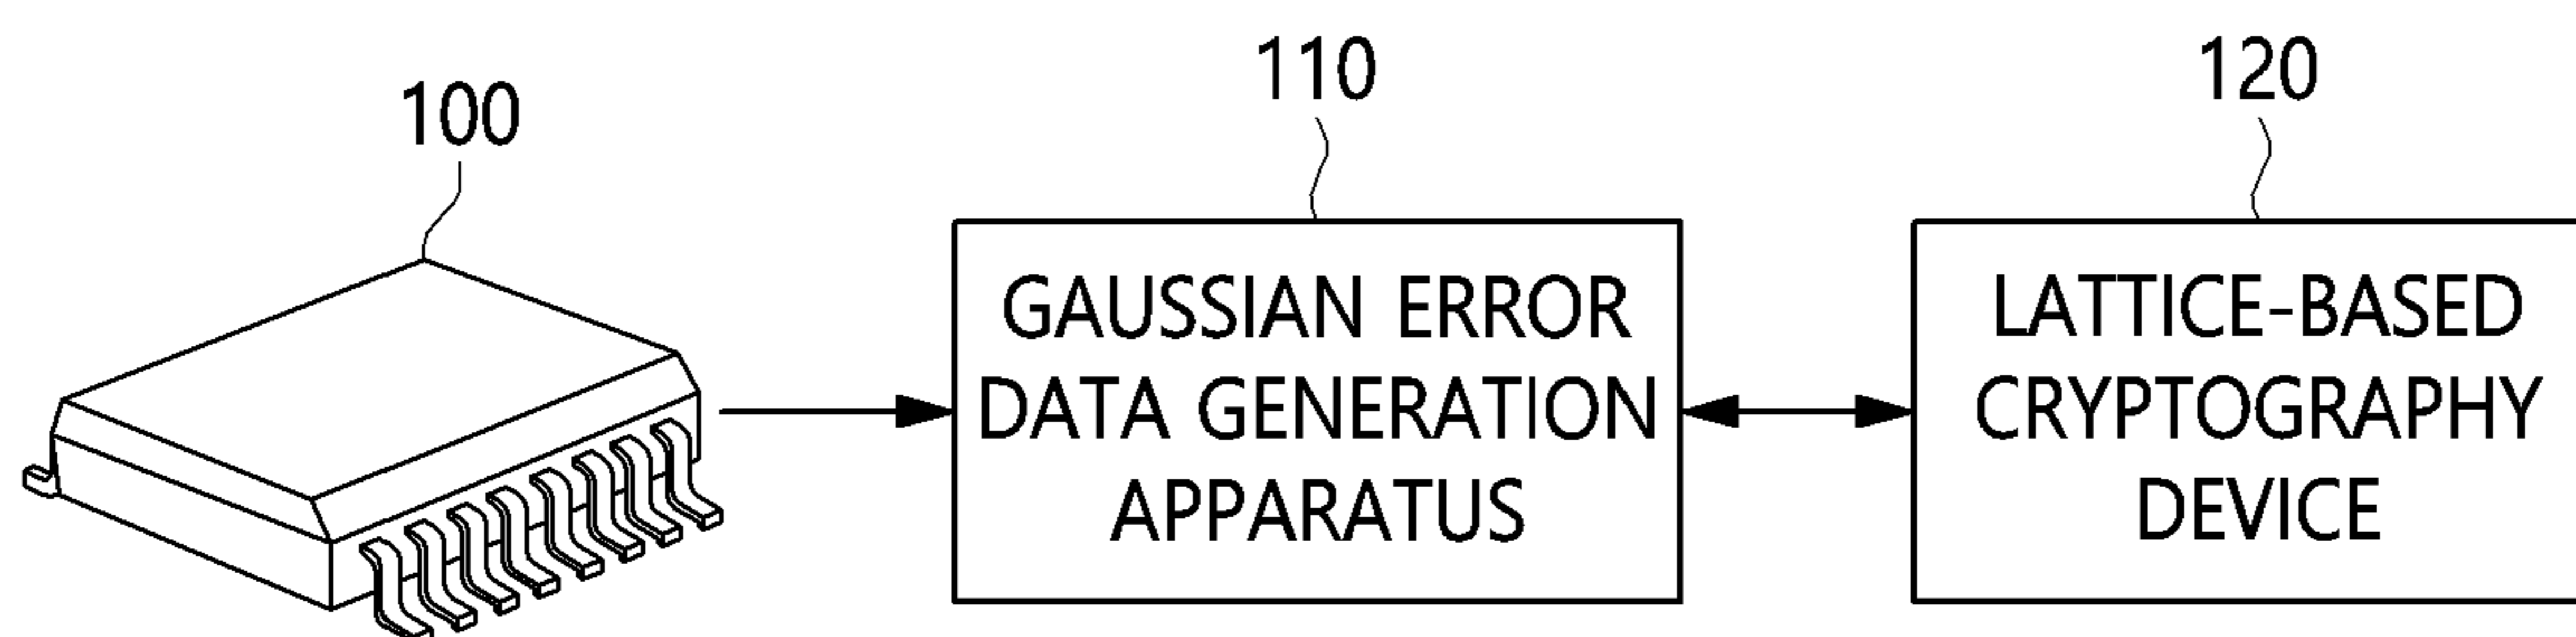 100
110
120
GAUSSIAN ERROR
DATA GENERATION
APPARATUS
LATTICE-BASED
CRYPTOGRAPHY
DEVICE